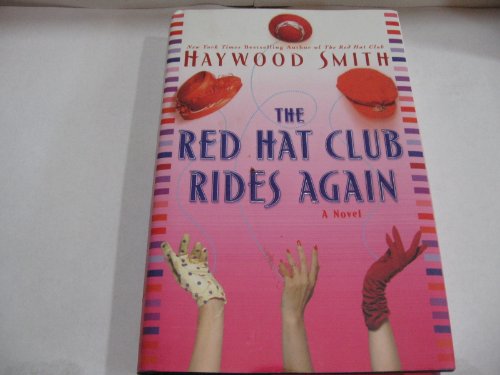 New York Times Bestselling Author of The Red Hat Club
HAYWOOD SMITH
THE
RED HAT CLUB
RIDES AGAIN
A Novel